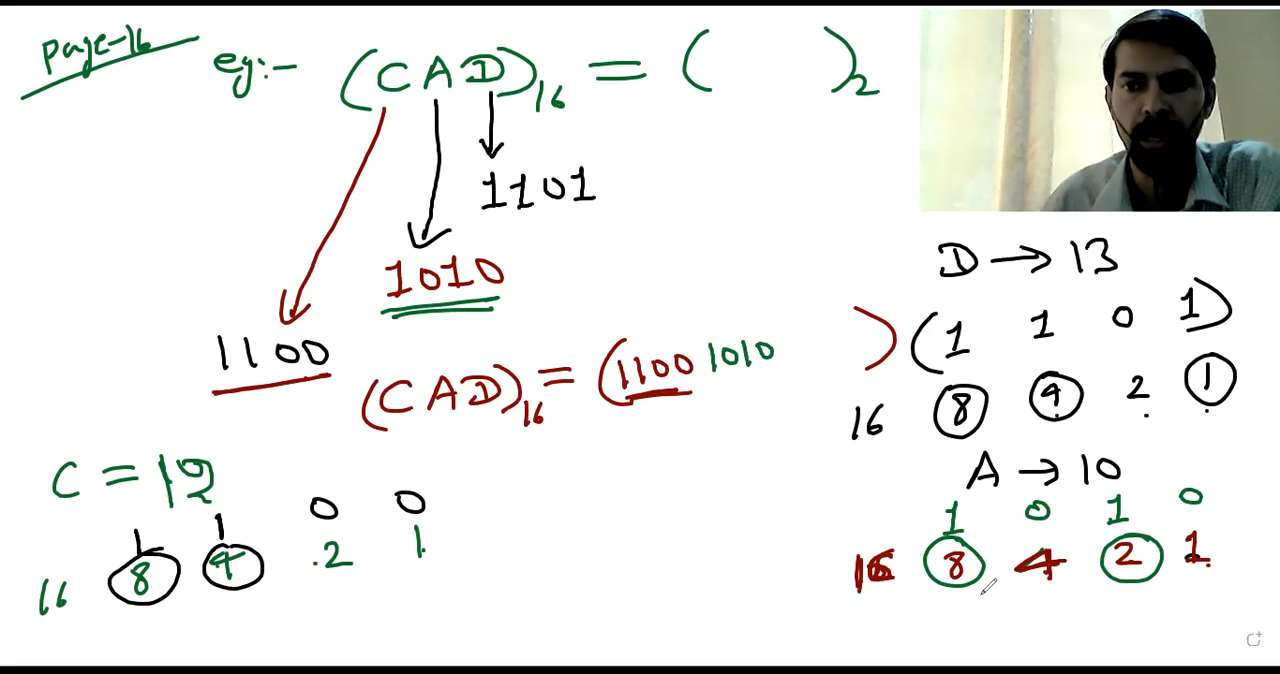 Page-16
eg:- (CAD)16 = ( )2
1101
1010
1100
(CAD)16 = (1100 1010 )
D → 13
(1 1 0 1)
16 8 4 2 1
A → 10
1 0 1 0
16 8 4 2 1
C = 12
1 1 0 0
16 8 4 2 1